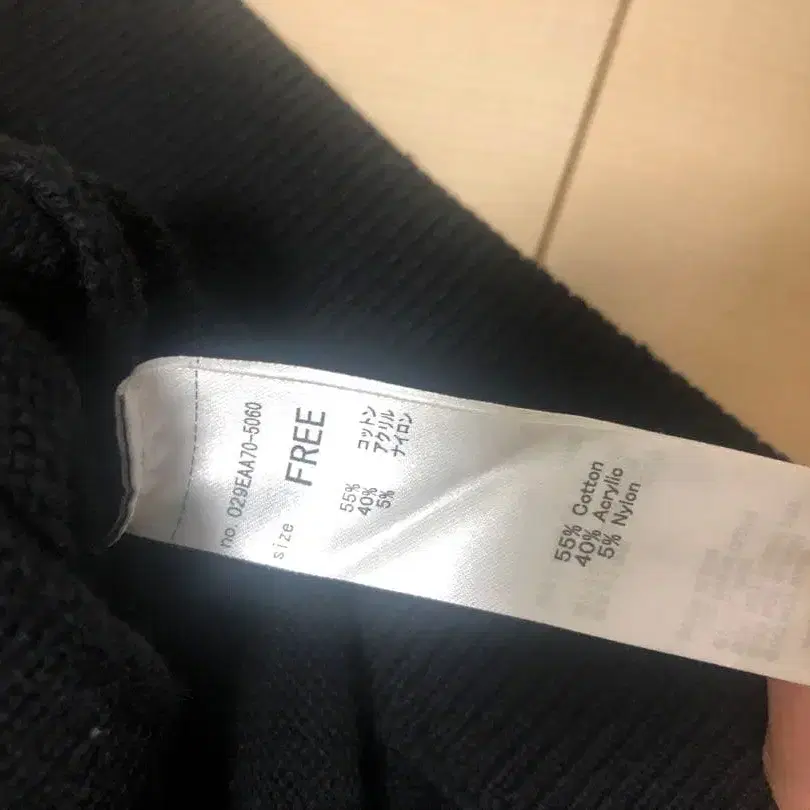 no. 029EAA70-5060
size FREE
55% コットン
40% アクリル
5% ナイロン
55% Cotton
40% Acrylic
5% Nylon